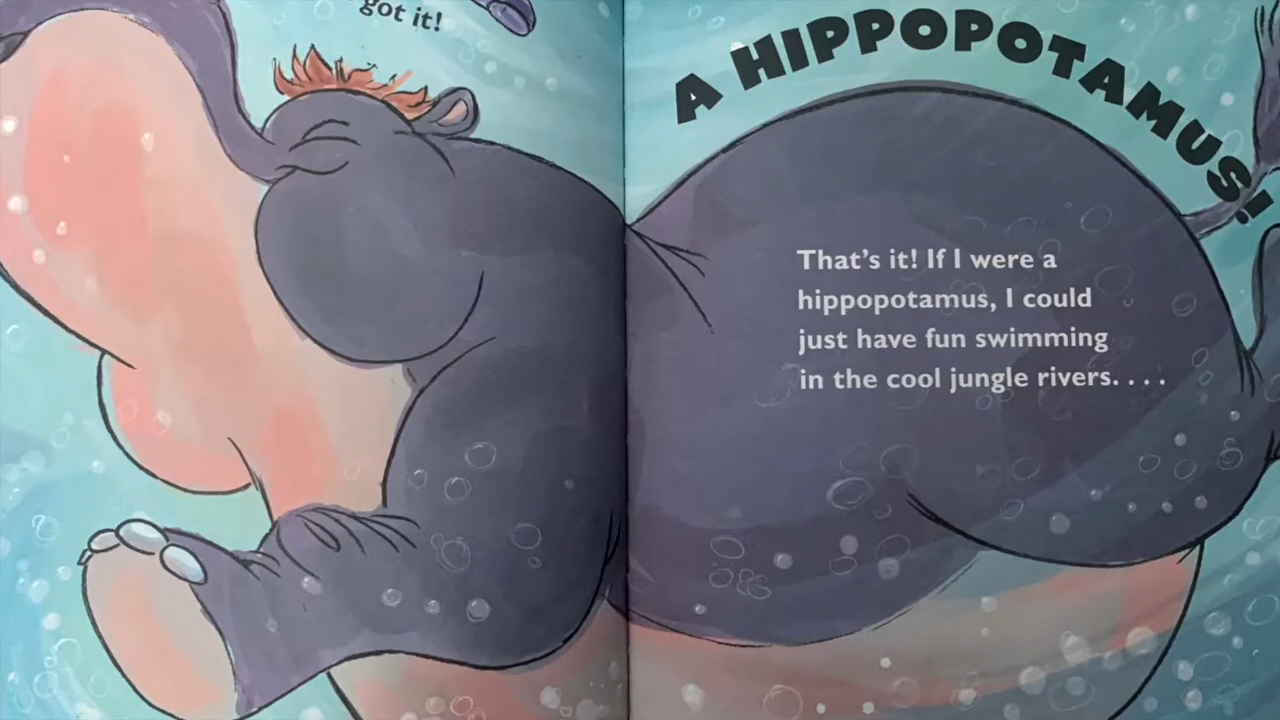 got it!
A HIPPOPOTAMUS!
That's it! If I were a
hippopotamus, I could
just have fun swimming
in the cool jungle rivers. . . .